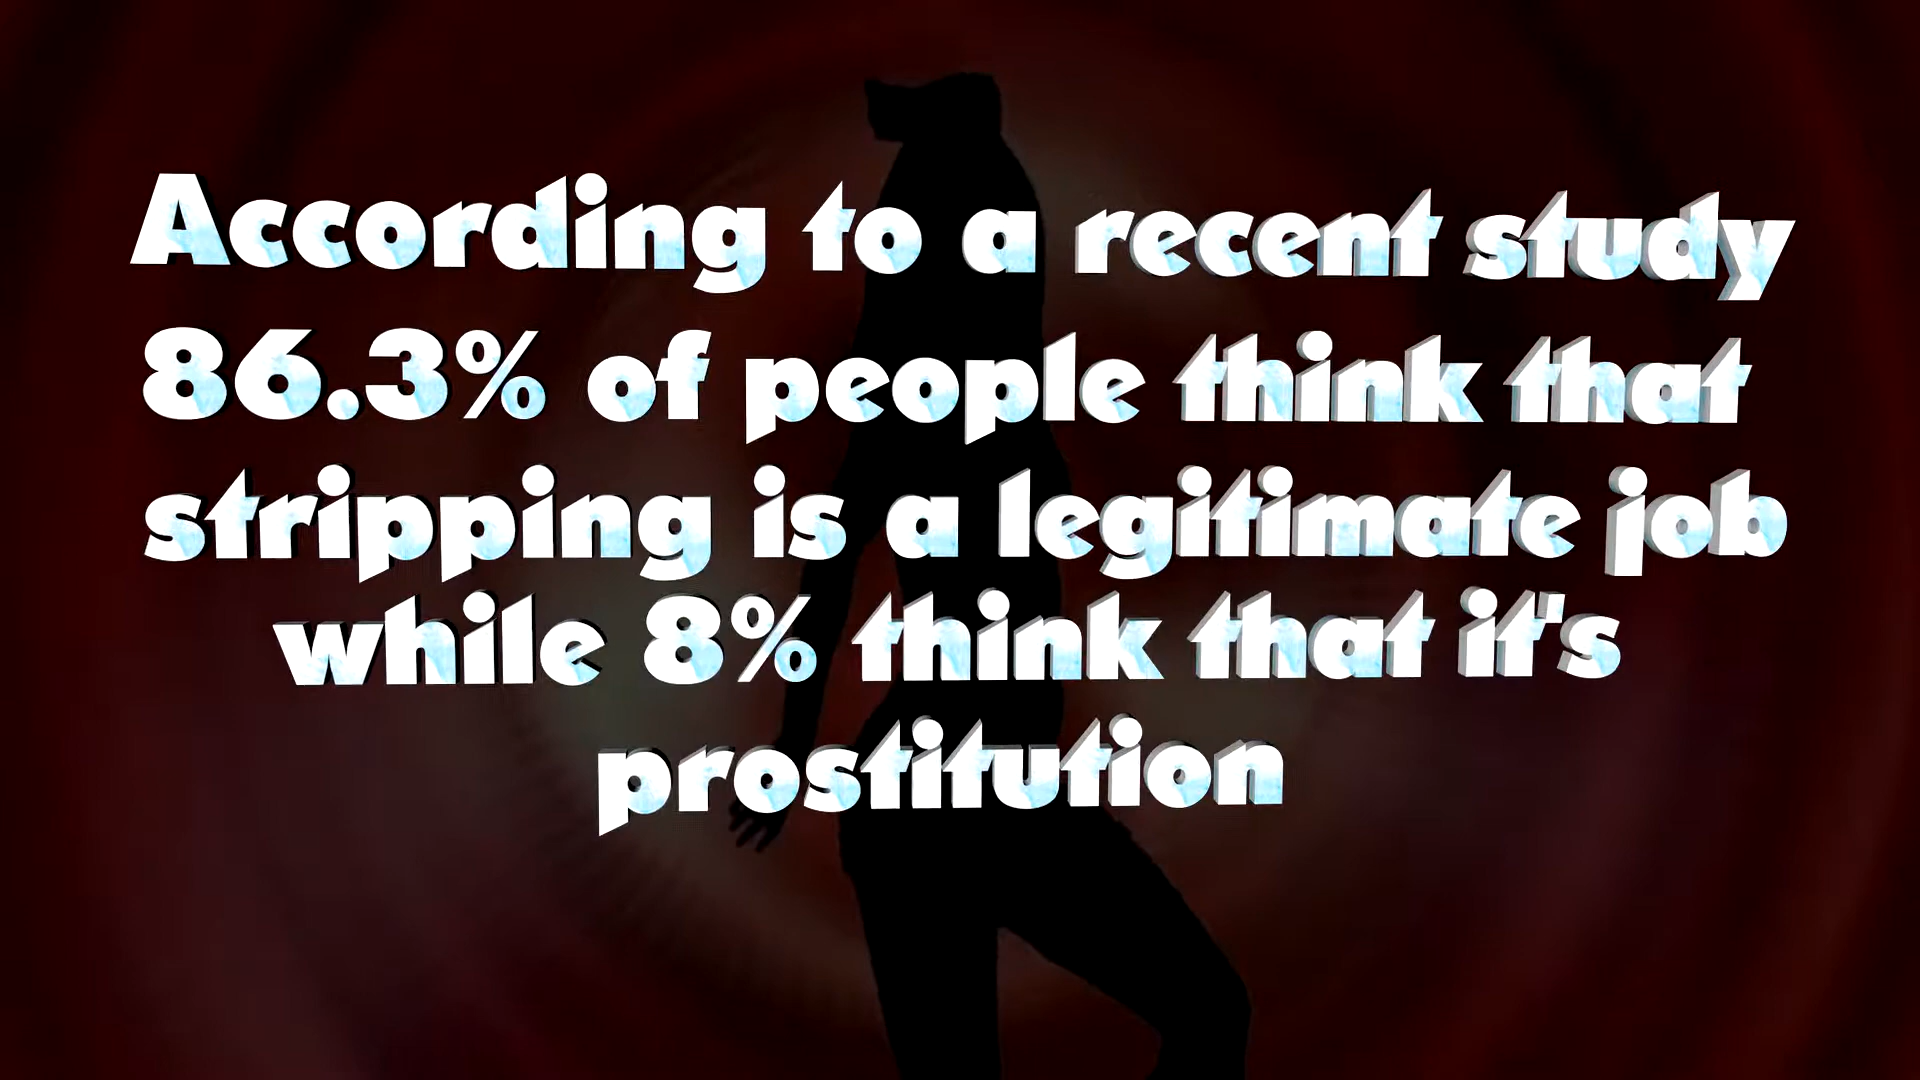 According to a recent study
86.3% of people think that
stripping is a legitimate job
while 8% think that it's
prostitution